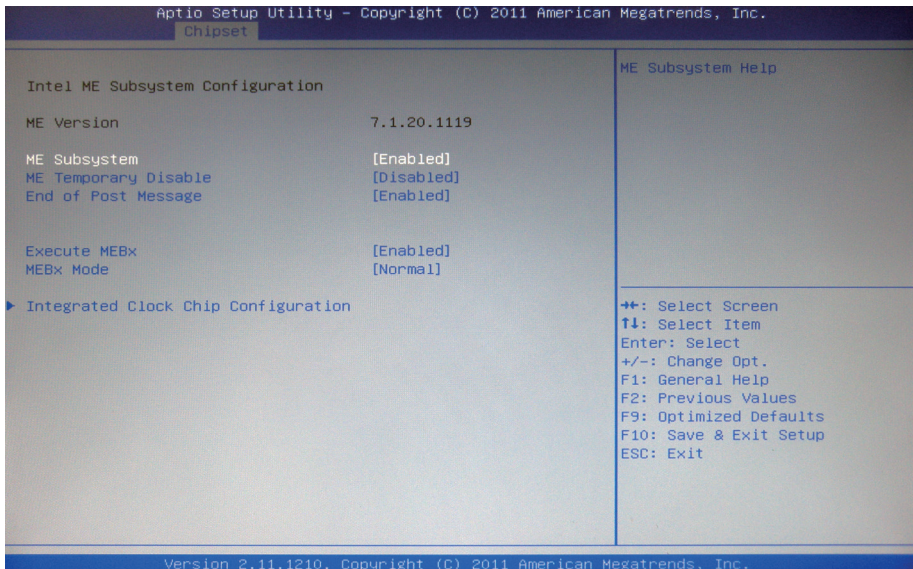 Aptio Setup Utility – Copyright (C) 2011 American Megatrends, Inc.
Chipset
Intel ME Subsystem Configuration
ME Version 7.1.20.1119
ME Subsystem [Enabled]
ME Temporary Disable [Disabled]
End of Post Message [Enabled]
Execute MEBx [Enabled]
MEBx Mode [Normal]
▶ Integrated Clock Chip Configuration
ME Subsystem Help
→←: Select Screen
↑↓: Select Item
Enter: Select
+/-: Change Opt.
F1: General Help
F2: Previous Values
F9: Optimized Defaults
F10: Save & Exit Setup
ESC: Exit
Version 2.11.1210. Copyright (C) 2011 American Megatrends, Inc.